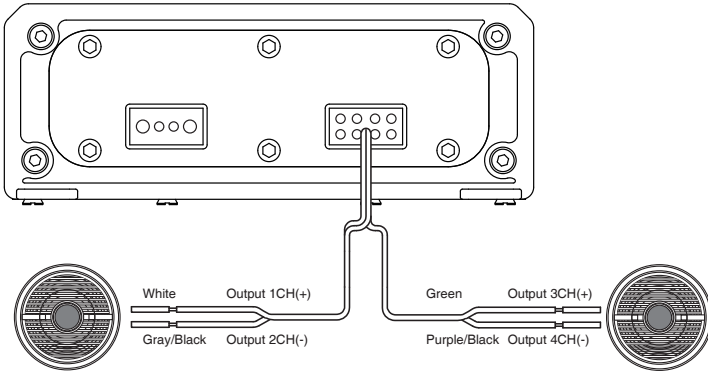 White Output 1CH(+)
Gray/Black Output 2CH(-)
Green Output 3CH(+)
Purple/Black Output 4CH(-)